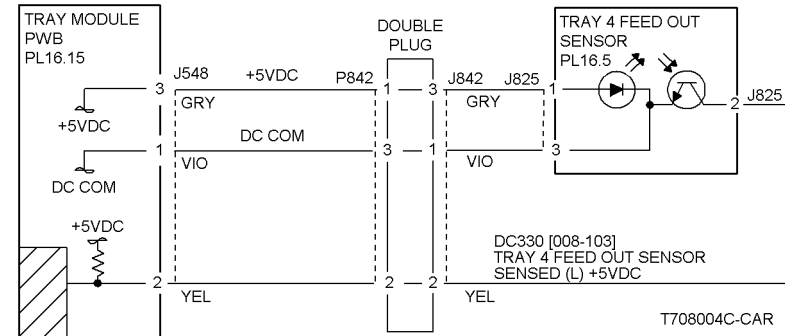 TRAY MODULE
PWB
PL16.15
DOUBLE
PLUG
TRAY 4 FEED OUT
SENSOR
PL16.5
3 J548 +5VDC P842 1 3 J842 J825 1
GRY GRY
2 J825
+5VDC
DC COM
1 3 1 3
VIO VIO
DC COM
+5VDC
DC330 [008-103]
TRAY 4 FEED OUT SENSOR
SENSED (L) +5VDC
2 2 2
YEL YEL
T708004C-CAR